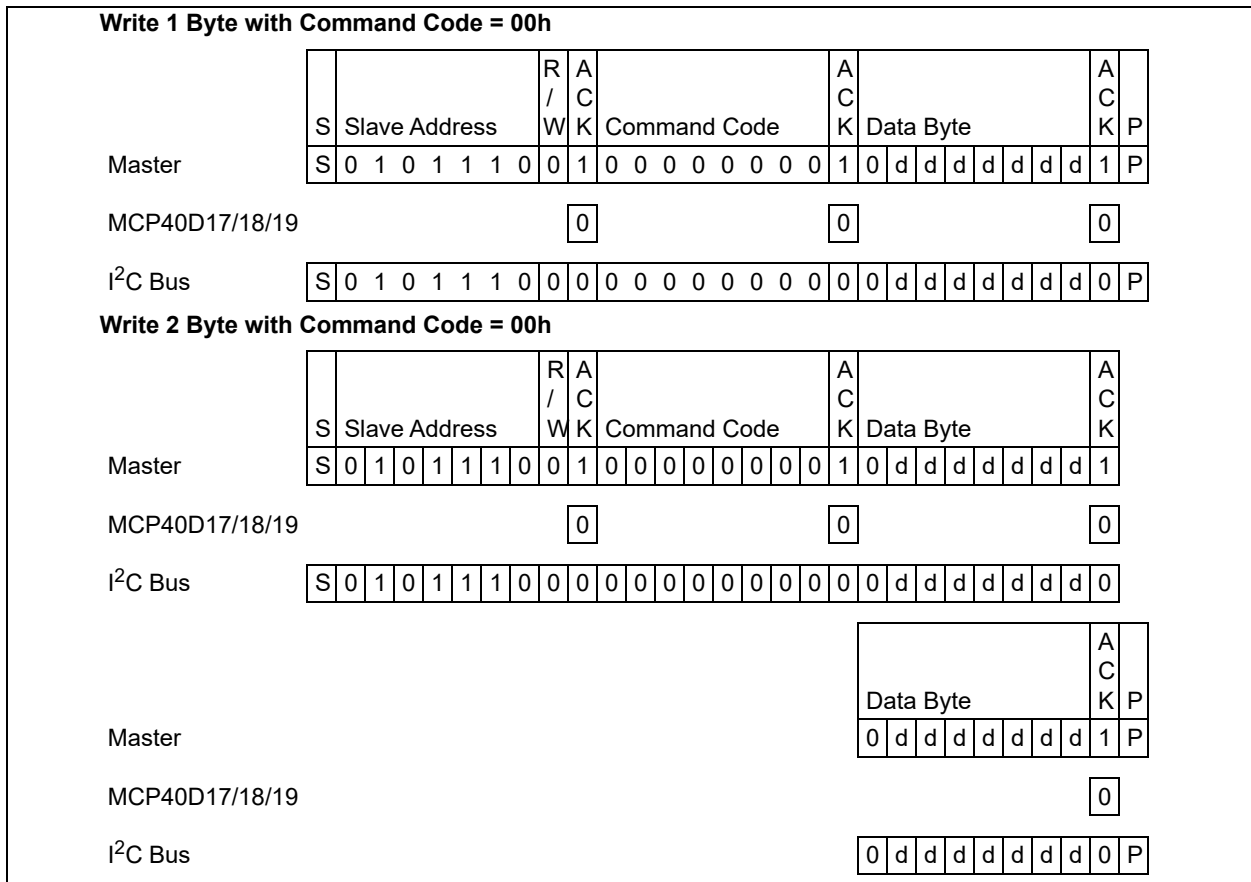 Write 1 Byte with Command Code = 00h
R A A A
/ C C C
S Slave Address W K Command Code K Data Byte K P
Master S 0 1 0 1 1 1 0 0 1 0 0 0 0 0 0 0 0 1 0 d d d d d d d 1 P
MCP40D17/18/19 0 0 0
I2C Bus S 0 1 0 1 1 1 0 0 0 0 0 0 0 0 0 0 0 0 0 d d d d d d d 0 P
Write 2 Byte with Command Code = 00h
R A A A
/ C C C
S Slave Address W K Command Code K Data Byte K
Master S 0 1 0 1 1 1 0 0 1 0 0 0 0 0 0 0 0 1 0 d d d d d d d 1
MCP40D17/18/19 0 0 0
I2C Bus S 0 1 0 1 1 1 0 0 0 0 0 0 0 0 0 0 0 0 0 d d d d d d d 0
A
C
Data Byte K P
Master 0 d d d d d d d 1 P
MCP40D17/18/19 0
I2C Bus 0 d d d d d d d 0 P